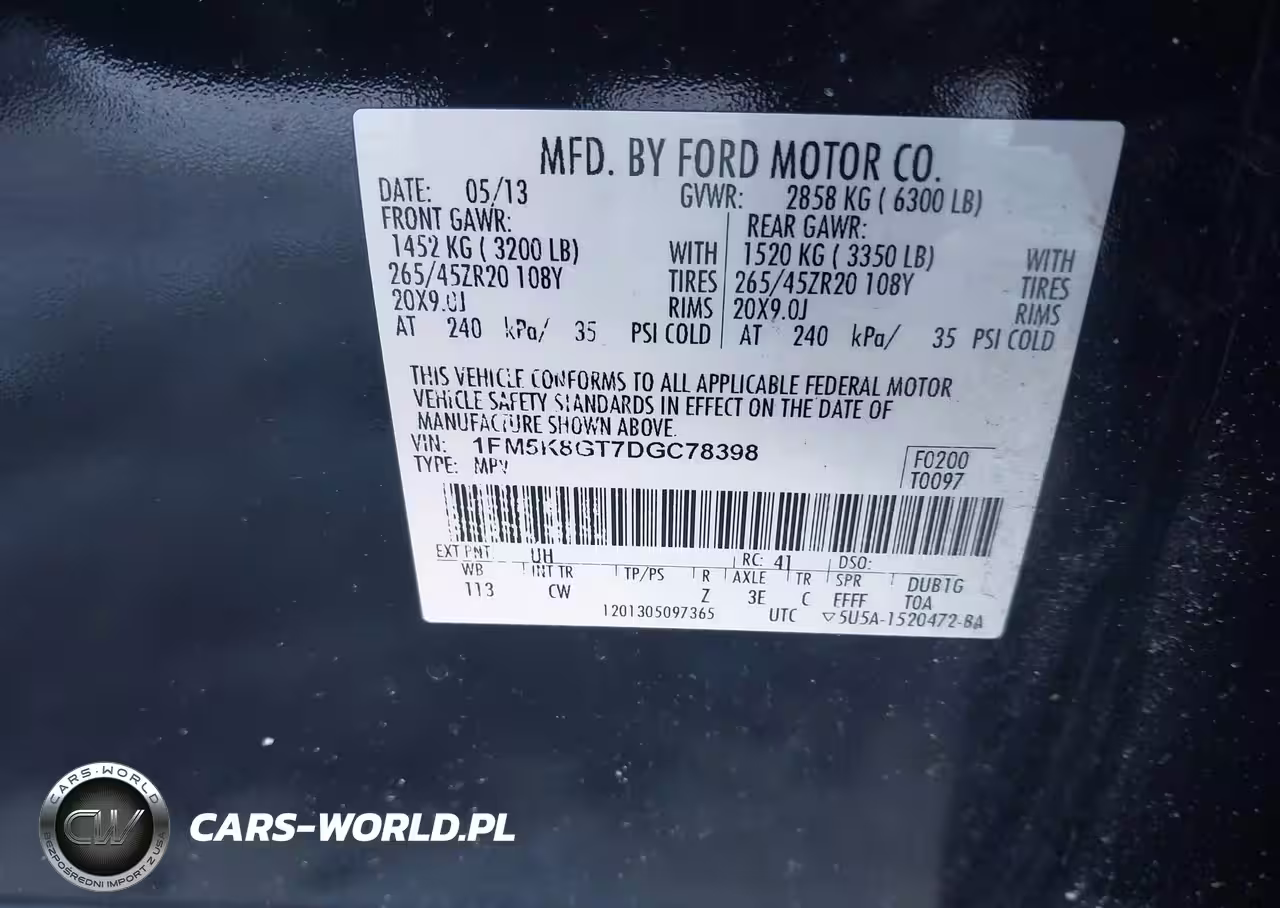 MFD. BY FORD MOTOR CO.
DATE: 05/13 GVWR: 2858 KG ( 6300 LB)
FRONT GAWR: REAR GAWR:
1452 KG ( 3200 LB) WITH 1520 KG ( 3350 LB) WITH
265/45ZR20 108Y TIRES 265/45ZR20 108Y TIRES
20X9.0J RIMS 20X9.0J RIMS
AT 240 kPa/ 35 PSI COLD AT 240 kPa/ 35 PSI COLD
THIS VEHICLE CONFORMS TO ALL APPLICABLE FEDERAL MOTOR
VEHICLE SAFETY STANDARDS IN EFFECT ON THE DATE OF
MANUFACTURE SHOWN ABOVE.
VIN: 1FM5K8GT7DGC78398
TYPE: MPV
F0200
T0097
EXT PNT UH RC: 41 DSO:
WB INT TR TP/PS R AXLE TR SPR DUBTG
113 CW Z 3E C FFFF TOA
1201305097365 UTC ▽5U5A-1520472-BA
CARS-WORLD
CW
BEZPOŚREDNI IMPORT Z USA
CARS-WORLD.PL